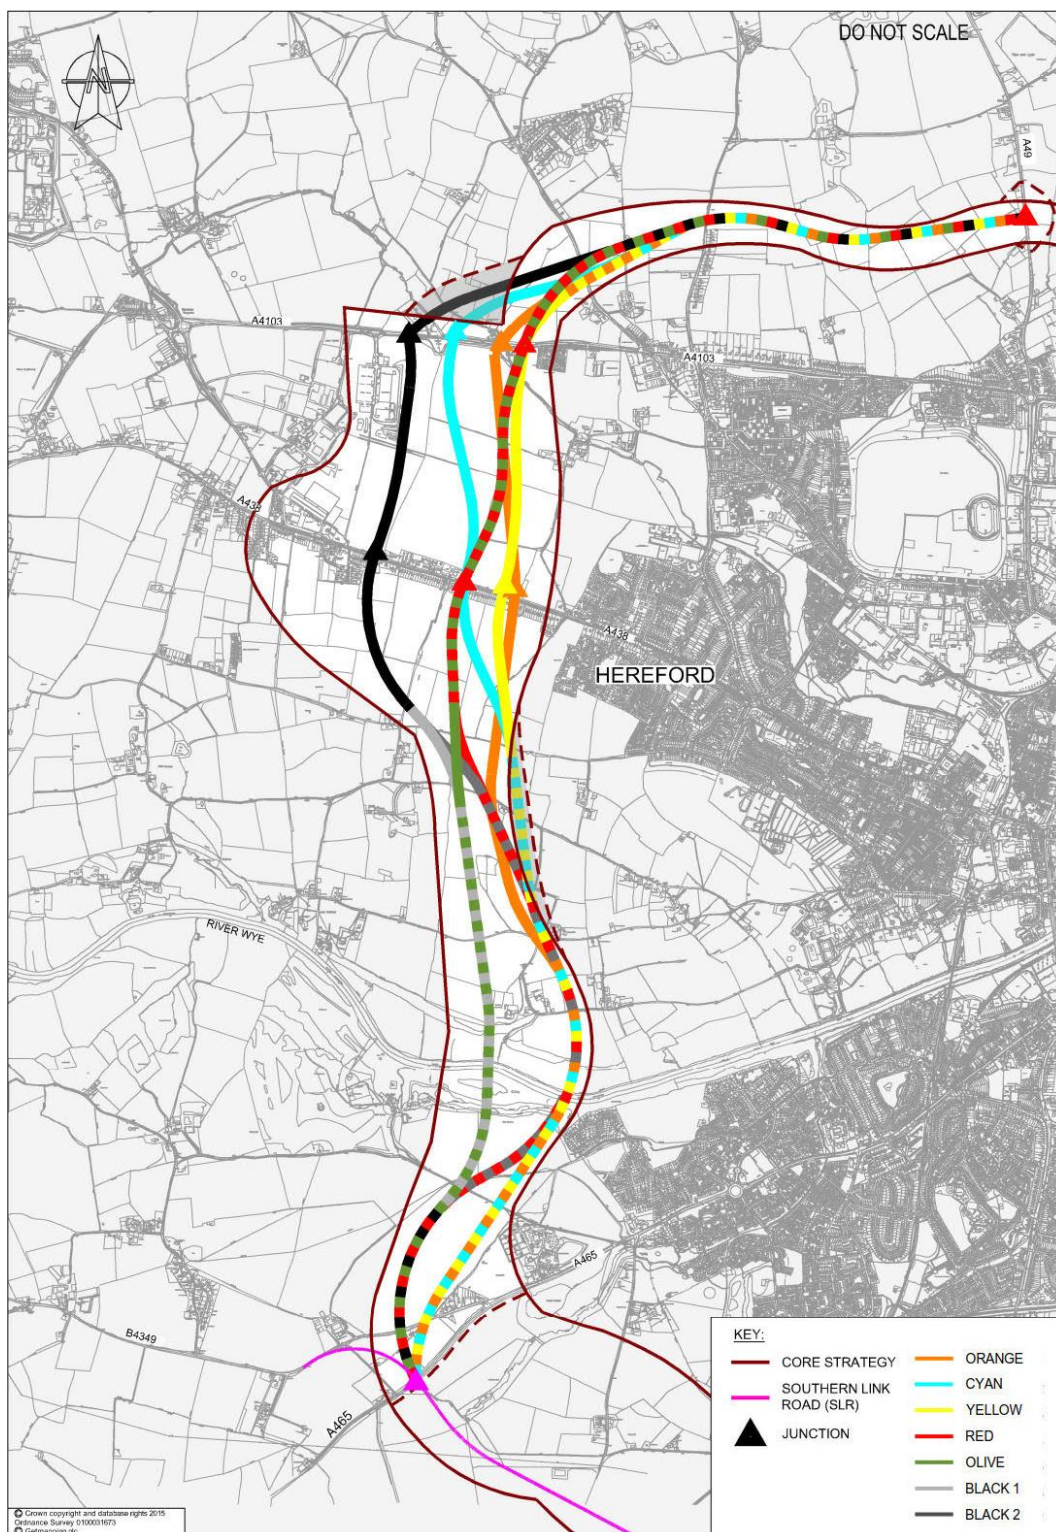 DO NOT SCALE
N
A49
A4103
A4103
A438
A438
HEREFORD
RIVER WYE
A465
B4349
A465
KEY:
CORE STRATEGY
SOUTHERN LINK
ROAD (SLR)
JUNCTION
ORANGE
CYAN
YELLOW
RED
OLIVE
BLACK 1
BLACK 2
© Crown copyright and database rights 2015
Ordnance Survey 0100031673
© Getmapping plc